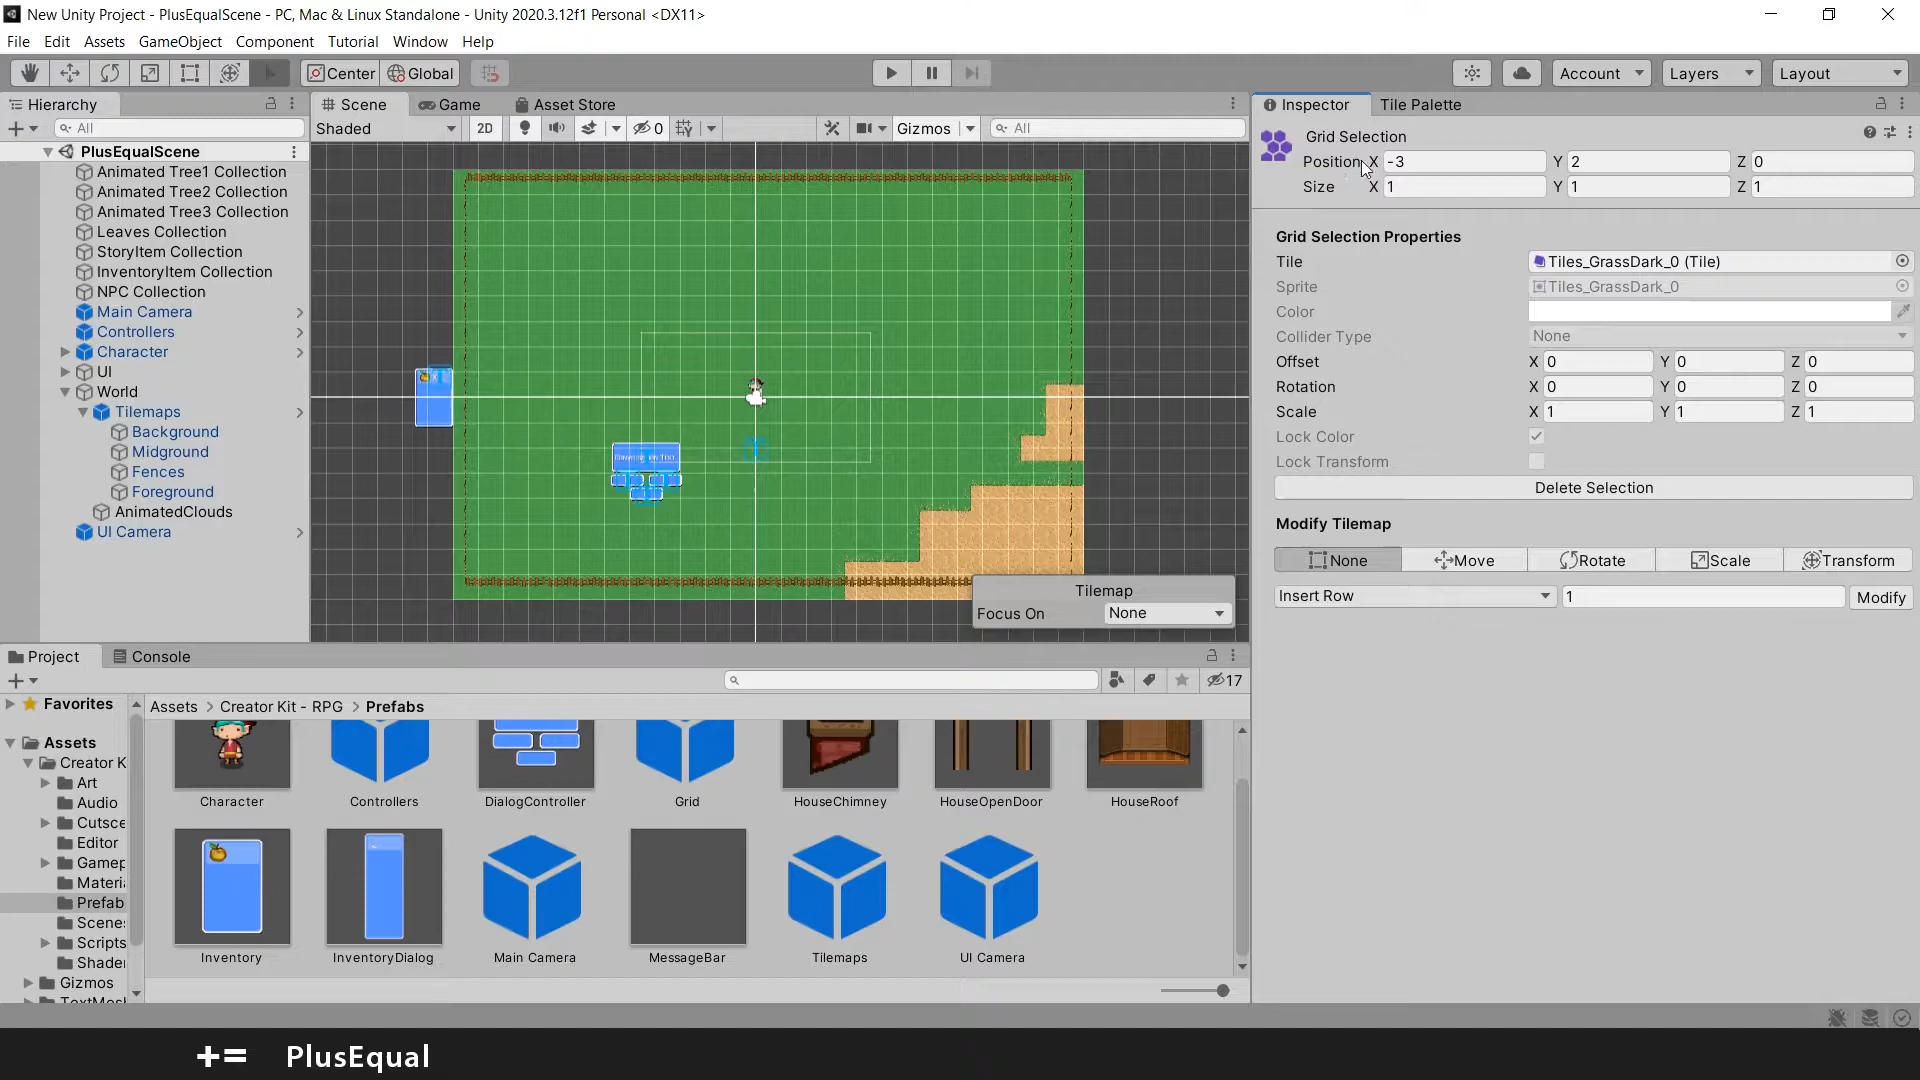 New Unity Project - PlusEqualScene - PC, Mac & Linux Standalone - Unity 2020.3.12f1 Personal <DX11>
File Edit Assets GameObject Component Tutorial Window Help
Center Global Account Layers Layout
Hierarchy
All
PlusEqualScene
Animated Tree1 Collection
Animated Tree2 Collection
Animated Tree3 Collection
Leaves Collection
StoryItem Collection
InventoryItem Collection
NPC Collection
Main Camera
Controllers
Character
UI
World
Tilemaps
Background
Midground
Fences
Foreground
AnimatedClouds
UI Camera
Scene Game Asset Store
Shaded 2D 0 Gizmos All
Tilemap
Focus On None
Inspector Tile Palette
Grid Selection
Position X -3 Y 2 Z 0
Size X 1 Y 1 Z 1
Grid Selection Properties
Tile Tiles_GrassDark_0 (Tile)
Sprite Tiles_GrassDark_0
Color
Collider Type None
Offset X 0 Y 0 Z 0
Rotation X 0 Y 0 Z 0
Scale X 1 Y 1 Z 1
Lock Color
Lock Transform
Delete Selection
Modify Tilemap
None Move Rotate Scale Transform
Insert Row 1 Modify
Project Console
17
Favorites
Assets
Creator K
Art
Audio
Cutsce
Editor
Gamep
Materia
Prefab
Scene
Scripts
Shade
Gizmos
Assets > Creator Kit - RPG > Prefabs
Character Controllers DialogController Grid HouseChimney HouseOpenDoor HouseRoof
Inventory InventoryDialog Main Camera MessageBar Tilemaps UI Camera
+= PlusEqual